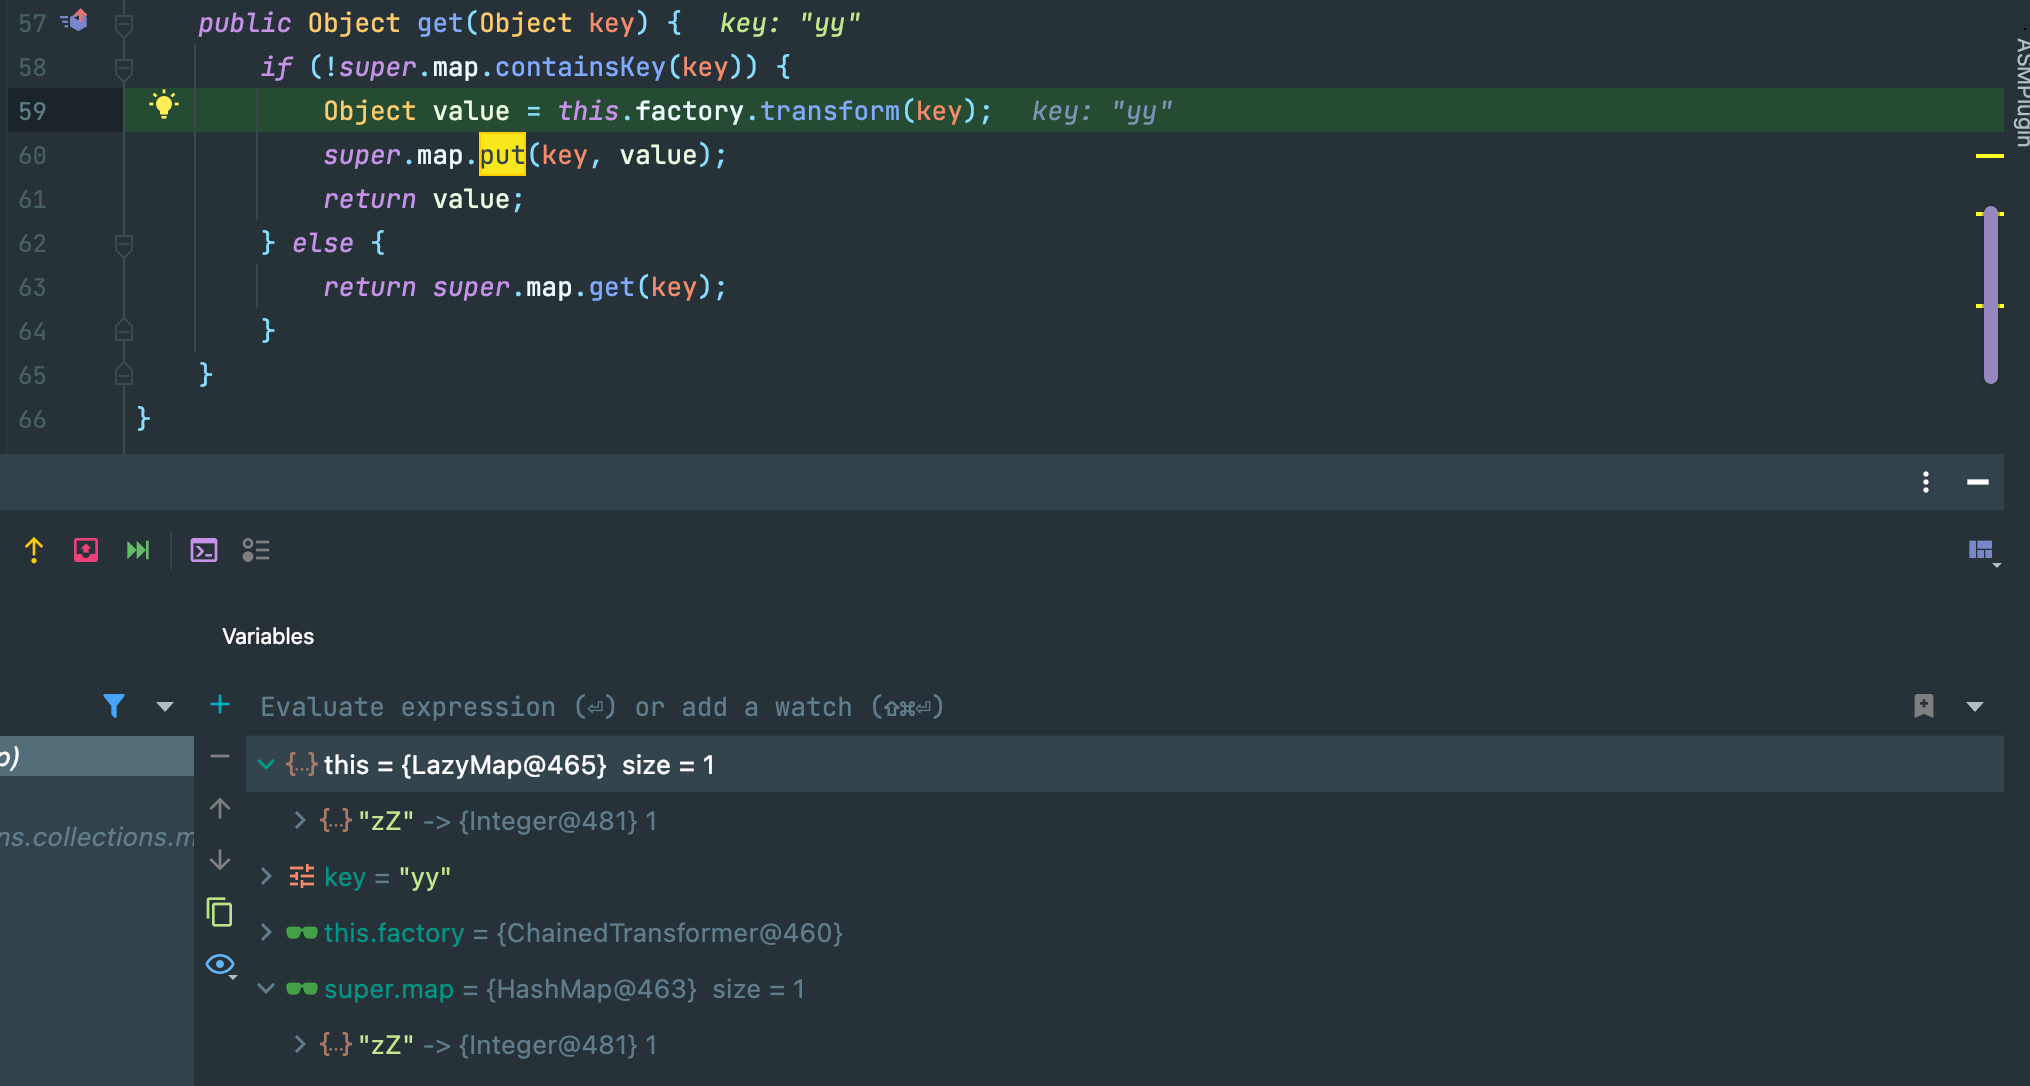 57 public Object get(Object key) { key: "yy"
58 if (!super.map.containsKey(key)) {
59 Object value = this.factory.transform(key); key: "yy"
60 super.map.put(key, value);
61 return value;
62 } else {
63 return super.map.get(key);
64 }
65 }
66 }
ASMPlugin
Variables
Evaluate expression (⏎) or add a watch (⇧⌘⏎)
p)
this = {LazyMap@465} size = 1
"zZ" -> {Integer@481} 1
ns.collections.m
key = "yy"
this.factory = {ChainedTransformer@460}
super.map = {HashMap@463} size = 1
"zZ" -> {Integer@481} 1